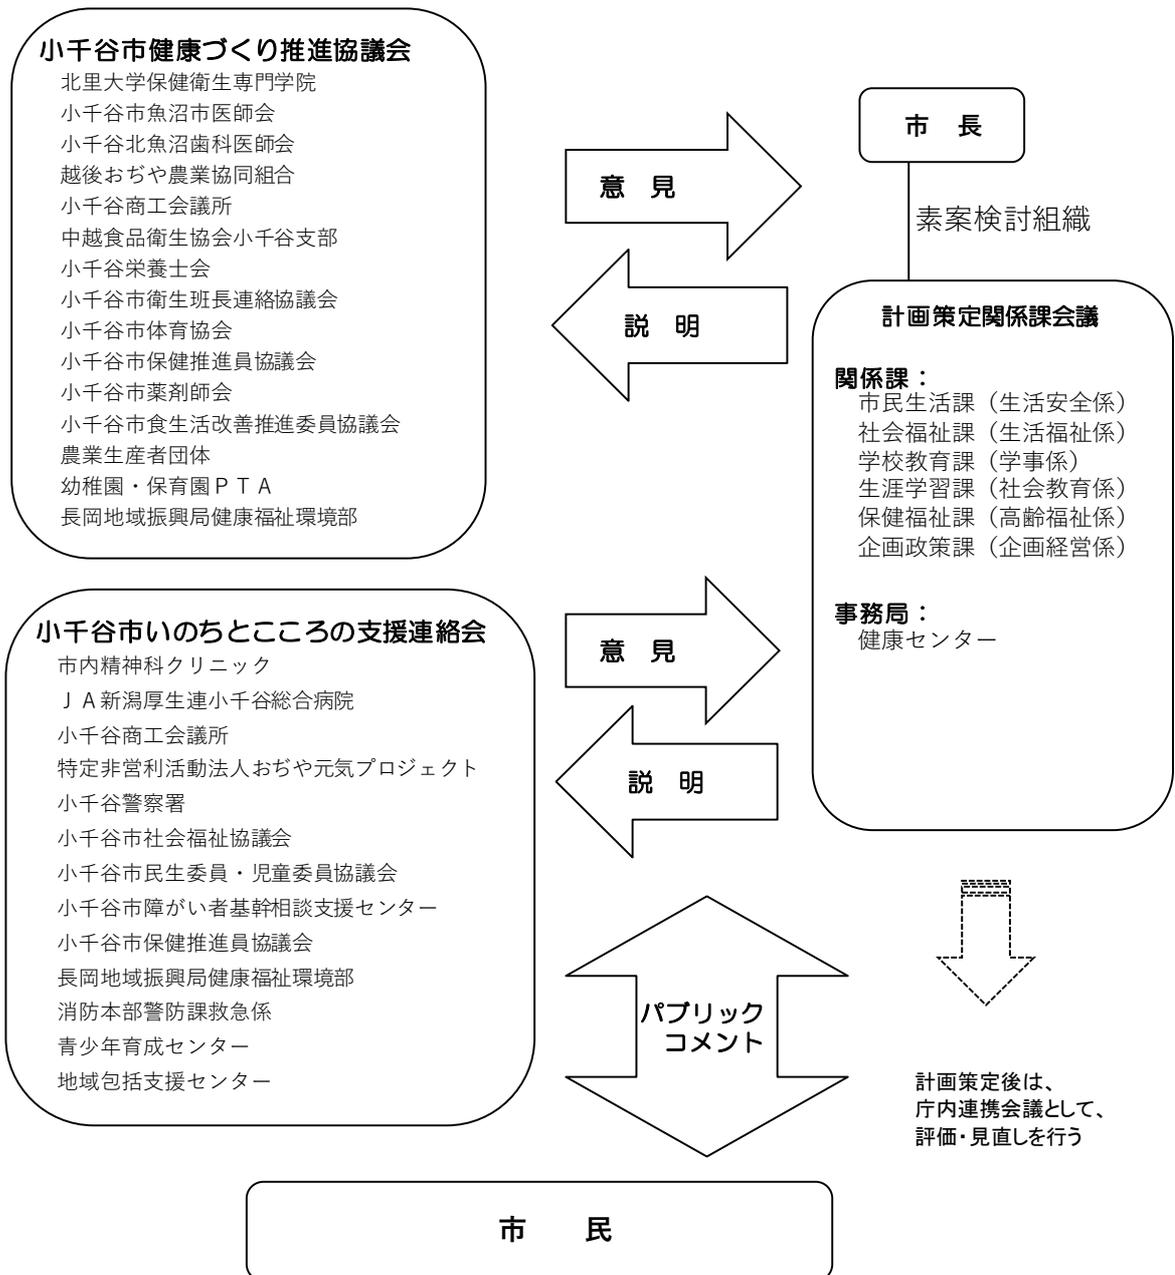 小千谷市健康づくり推進協議会
北里大学保健衛生専門学院
小千谷市魚沼市医師会
小千谷北魚沼歯科医師会
越後おぢや農業協同組合
小千谷商工会議所
中越食品衛生協会小千谷支部
小千谷栄養士会
小千谷市衛生班長連絡協議会
小千谷市体育協会
小千谷市保健推進員協議会
小千谷市薬剤師会
小千谷市食生活改善推進委員協議会
農業生産者団体
幼稚園・保育園ＰＴＡ
長岡地域振興局健康福祉環境部
意　見
説　明
市　長
素案検討組織
計画策定関係課会議
関係課：
市民生活課（生活安全係）
社会福祉課（生活福祉係）
学校教育課（学事係）
生涯学習課（社会教育係）
保健福祉課（高齢福祉係）
企画政策課（企画経営係）
事務局：
健康センター
小千谷市いのちとこころの支援連絡会
市内精神科クリニック
ＪＡ新潟厚生連小千谷総合病院
小千谷商工会議所
特定非営利活動法人おぢや元気プロジェクト
小千谷警察署
小千谷市社会福祉協議会
小千谷市民生委員・児童委員協議会
小千谷市障がい者基幹相談支援センター
小千谷市保健推進員協議会
長岡地域振興局健康福祉環境部
消防本部警防課救急係
青少年育成センター
地域包括支援センター
意　見
説　明
パブリック
コメント
計画策定後は、
庁内連携会議として、
評価・見直しを行う
市　　民